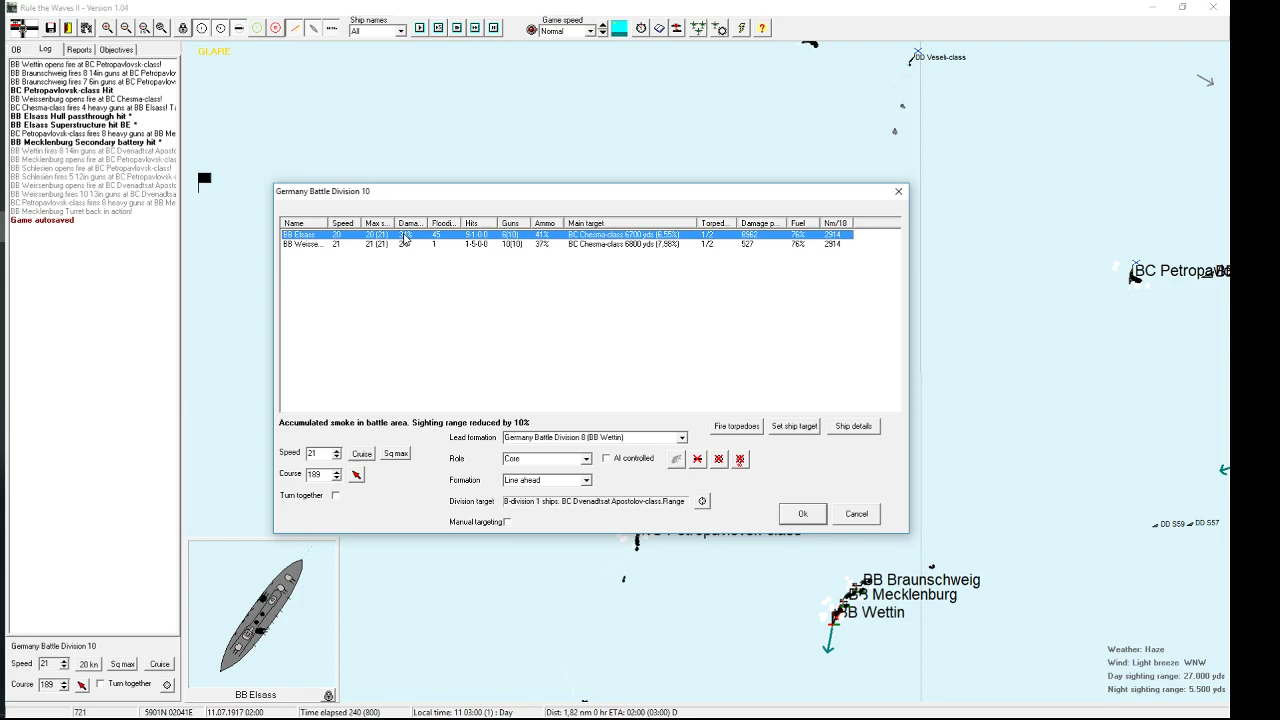 Rule the Waves II - Version 1.04
Ship names
All
Game speed
Normal
OB Log Reports Objectives
BB Wettin opens fire at BC Petropavlovsk-class!
BB Braunschweig fires 8 14in guns at BC Petropavlo
BB Braunschweig fires 7 6in guns at BC Petropavlovs
BC Petropavlovsk-class Hit
BB Weissenburg opens fire at BC Chesma-class!
BC Chesma-class fires 4 heavy guns at BB Elsass! T
BB Elsass Hull passthrough hit *
BB Elsass Superstructure hit BE *
BC Petropavlovsk-class fires 8 heavy guns at BB Me
BB Mecklenburg Secondary battery hit *
BB Wettin fires 8 14in guns at BC Dvenadtsat Aposto
BB Mecklenburg opens fire at BC Petropavlovsk-clas
BB Schlesien opens fire at BC Petropavlovsk-class!
BB Schlesien fires 5 12in guns at BC Petropavlovsk-
BB Weissenburg opens fire at BC Dvenadtsat Apost
BB Weissenburg fires 10 13in guns at BC Dvenadtsa
BC Petropavlovsk-class fires 8 heavy guns at BB Me
BB Mecklenburg Turret back in action!
Game autosaved
GLARE
DD Veseli-class
Germany Battle Division 10
Name Speed Max s... Dama... Floodi... Hits Guns Ammo Main target Torped... Damage p... Fuel Nm/18
BB Elsass 20 20 (21) 45 9-1-0-0 6(10) 41% BC Chesma-class 6700 yds (6,55%) 1/2 8962 76% 2914
BB Weisse... 21 21 (21) 1 1-5-0-0 10(10) 37% BC Chesma-class 6800 yds (7,98%) 1/2 527 76% 2914
Accumulated smoke in battle area. Sighting range reduced by 10%
Fire torpedoes Set ship target Ship details
Lead formation Germany Battle Division 8 (BB Wettin)
Speed 21 Cruise Sq max
Role Core AI controlled
Course 189
Formation Line ahead
Turn together
Division target B-division 1 ships. BC Dvenadtsat Apostolov-class.Range
Manual targeting
Ok Cancel
BC Petropavlo
DD S59 DD S57
BC Petropavlovsk-class
BB Braunschweig
BB Mecklenburg
BB Wettin
Germany Battle Division 10
Speed 21 20 kn Sq max Cruise
Course 189 Turn together
BB Elsass
Weather: Haze
Wind: Light breeze WNW
Day sighting range: 27.000 yds
Night sighting range: 5.500 yds
721 5901N 02041E 11.07.1917 02:00 Time elapsed 240 (800) Local time: 11 03:00 (1) : Day Dist: 1,82 nm 0 hr ETA: 02:00 (03:00) D